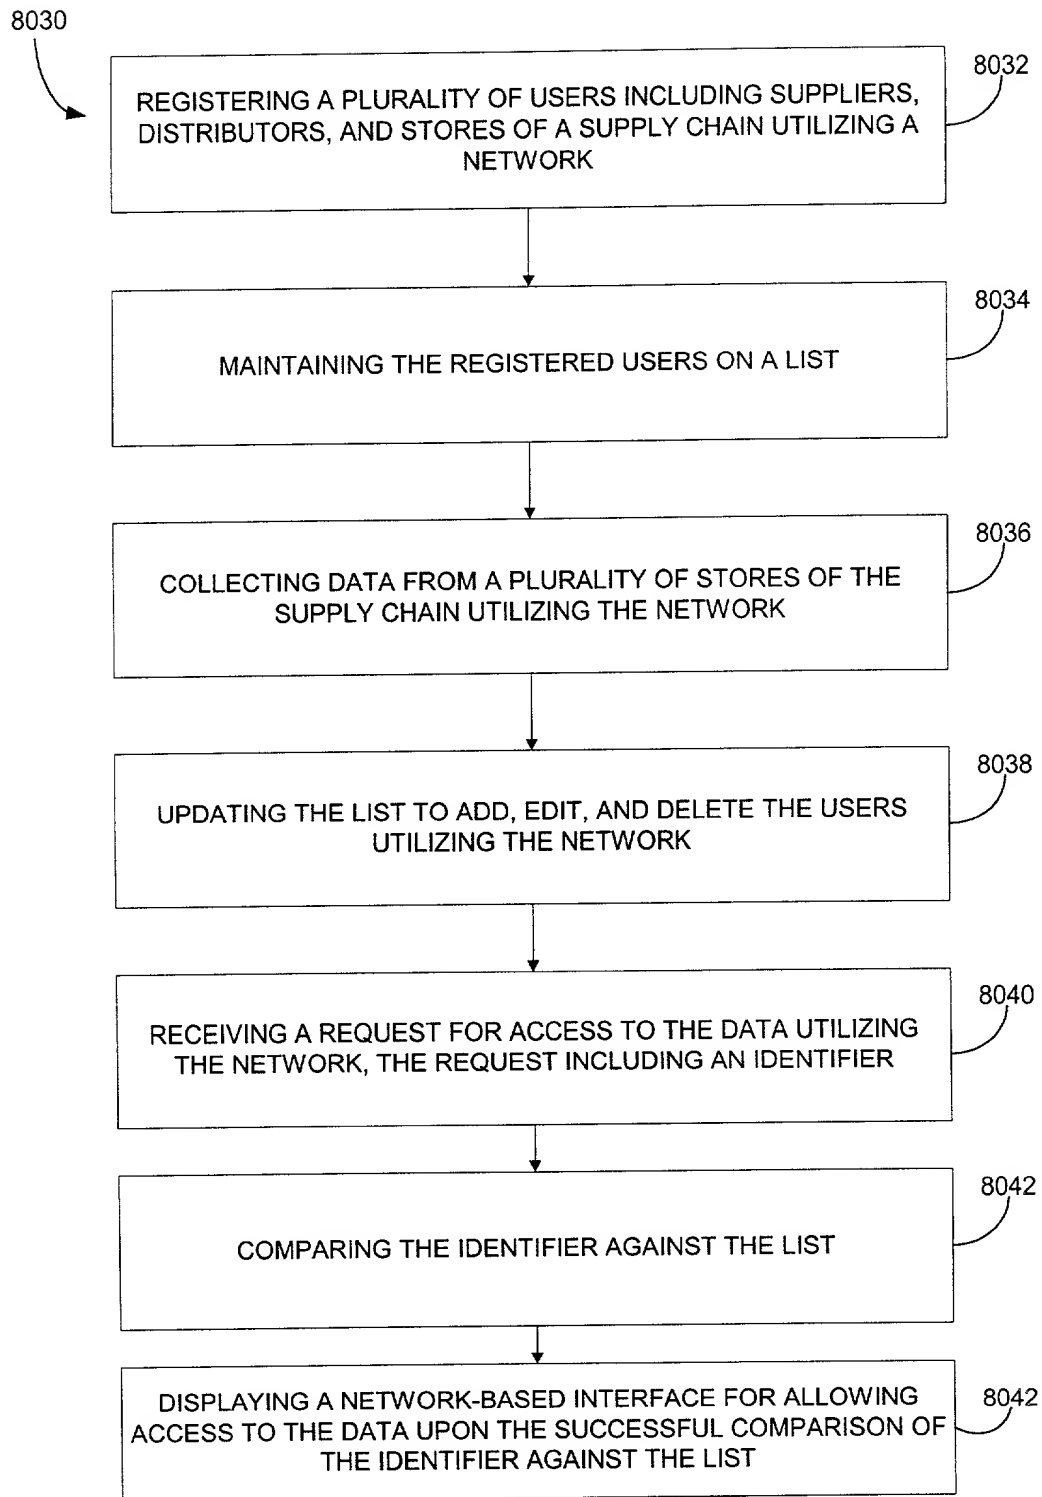 8030
8032
REGISTERING A PLURALITY OF USERS INCLUDING SUPPLIERS,
DISTRIBUTORS, AND STORES OF A SUPPLY CHAIN UTILIZING A
NETWORK
8034
MAINTAINING THE REGISTERED USERS ON A LIST
8036
COLLECTING DATA FROM A PLURALITY OF STORES OF THE
SUPPLY CHAIN UTILIZING THE NETWORK
8038
UPDATING THE LIST TO ADD, EDIT, AND DELETE THE USERS
UTILIZING THE NETWORK
8040
RECEIVING A REQUEST FOR ACCESS TO THE DATA UTILIZING
THE NETWORK, THE REQUEST INCLUDING AN IDENTIFIER
8042
COMPARING THE IDENTIFIER AGAINST THE LIST
8042
DISPLAYING A NETWORK-BASED INTERFACE FOR ALLOWING
ACCESS TO THE DATA UPON THE SUCCESSFUL COMPARISON OF
THE IDENTIFIER AGAINST THE LIST